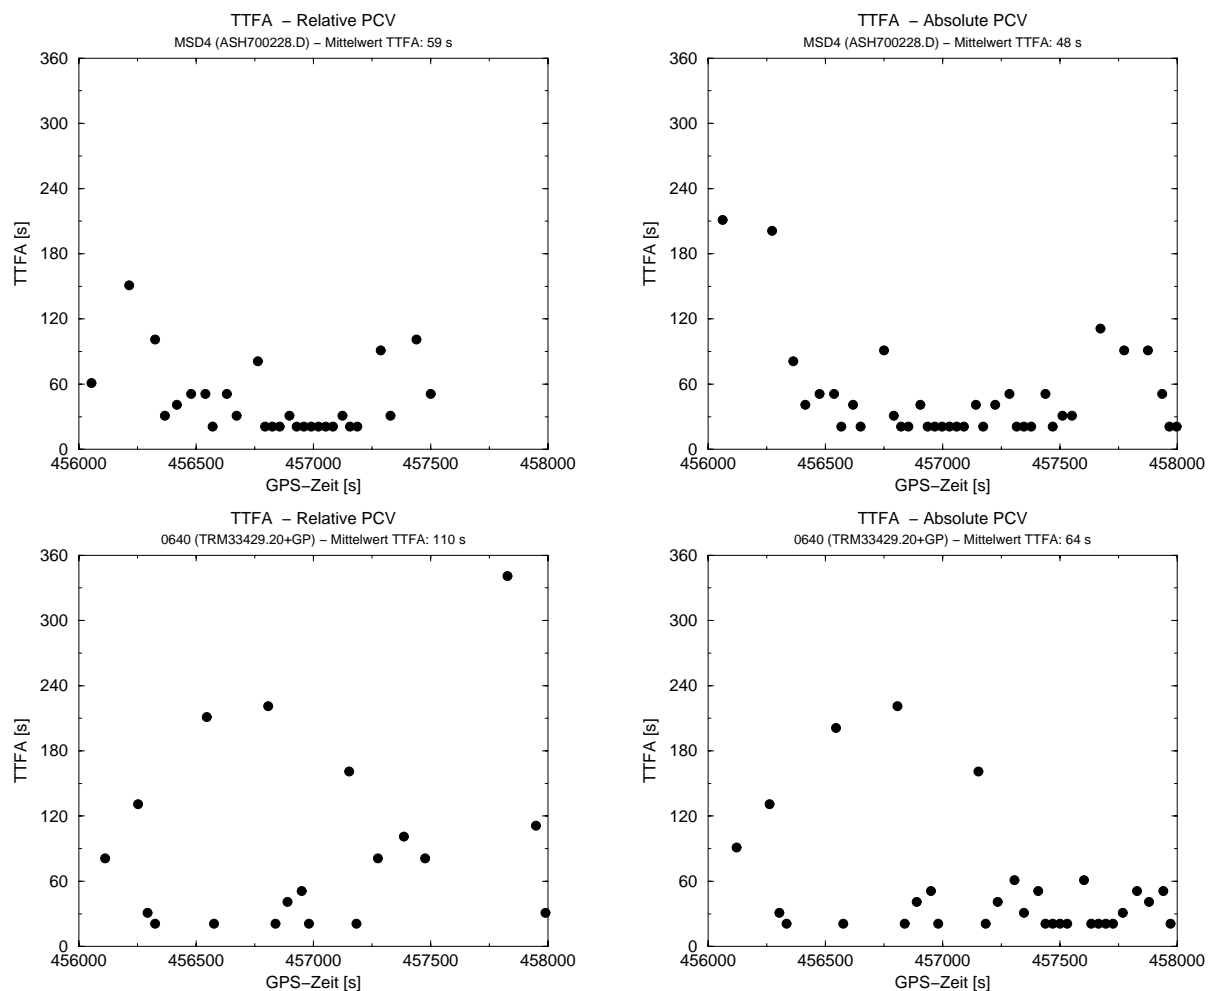 TTFA – Relative PCV
MSD4 (ASH700228.D) – Mittelwert TTFA: 59 s
360
300
240
180
120
60
0
TTFA [s]
456000 456500 457000 457500 458000
GPS–Zeit [s]
TTFA – Absolute PCV
MSD4 (ASH700228.D) – Mittelwert TTFA: 48 s
360
300
240
180
120
60
0
TTFA [s]
456000 456500 457000 457500 458000
GPS–Zeit [s]
TTFA – Relative PCV
0640 (TRM33429.20+GP) – Mittelwert TTFA: 110 s
360
300
240
180
120
60
0
TTFA [s]
456000 456500 457000 457500 458000
GPS–Zeit [s]
TTFA – Absolute PCV
0640 (TRM33429.20+GP) – Mittelwert TTFA: 64 s
360
300
240
180
120
60
0
TTFA [s]
456000 456500 457000 457500 458000
GPS–Zeit [s]